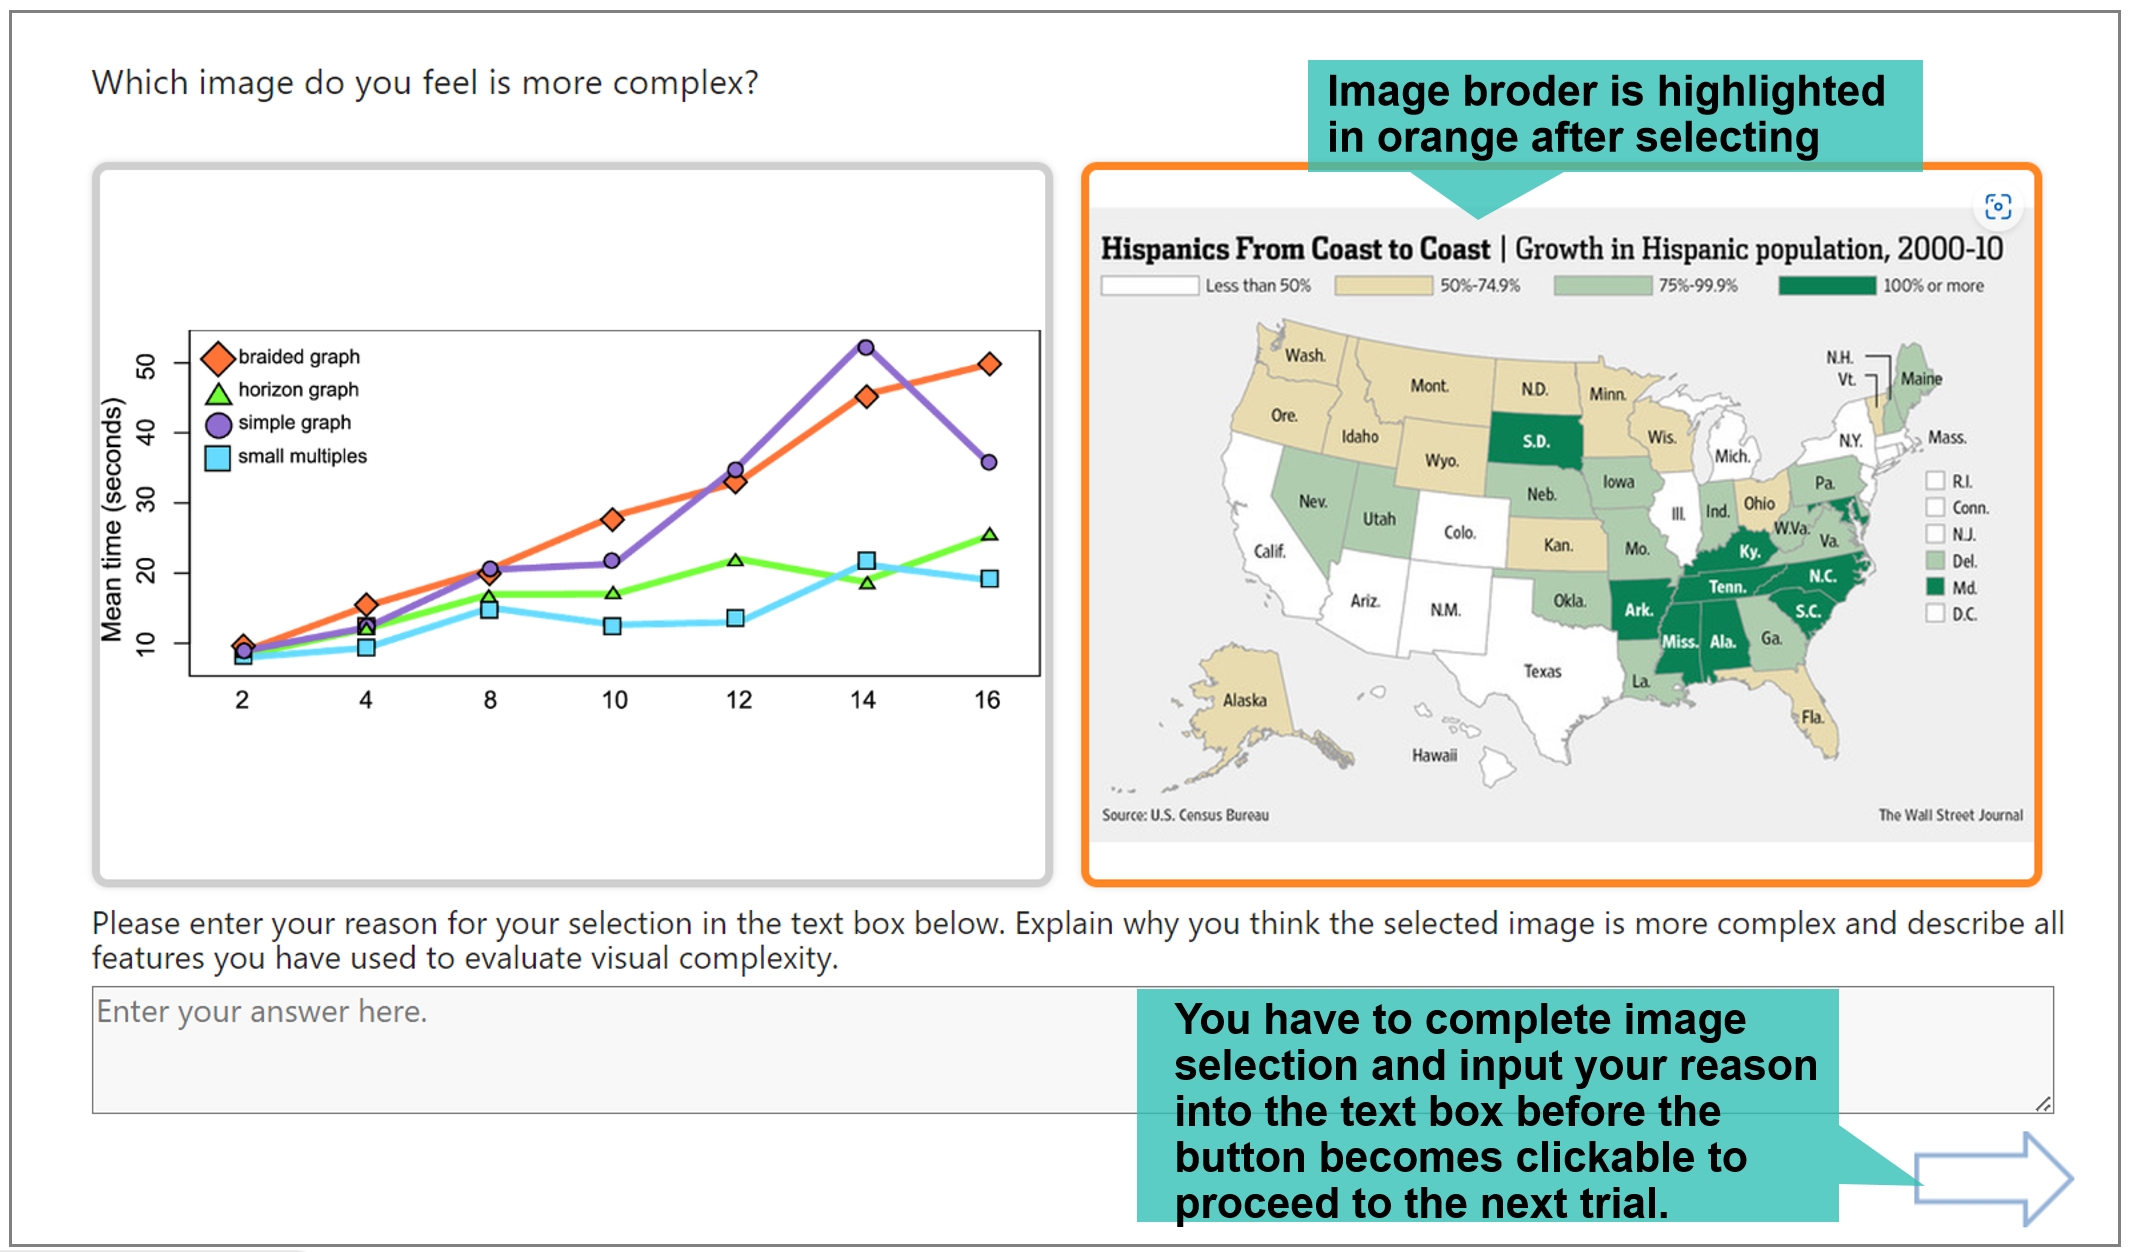 Which image do you feel is more complex?
Image broder is highlighted
in orange after selecting
braided graph
horizon graph
simple graph
small multiples
Mean time (seconds)
50
40
30
20
10
2 4 8 10 12 14 16
Hispanics From Coast to Coast | Growth in Hispanic population, 2000-10
Less than 50% 50%-74.9% 75%-99.9% 100% or more
Wash.
Mont.
N.D.
Minn.
N.H.
Vt.
Maine
Ore.
Idaho
Wyo.
S.D.
Wis.
Mich.
N.Y.
Mass.
Nev.
Utah
Colo.
Neb.
Iowa
Ill.
Ind.
Ohio
Pa.
R.I.
Conn.
N.J.
Del.
Md.
D.C.
Calif.
Kan.
Mo.
Ky.
W.Va.
Va.
Ariz.
N.M.
Okla.
Ark.
Tenn.
N.C.
S.C.
Texas
La.
Miss.
Ala.
Ga.
Fla.
Alaska
Hawaii
Source: U.S. Census Bureau
The Wall Street Journal
Please enter your reason for your selection in the text box below. Explain why you think the selected image is more complex and describe all
features you have used to evaluate visual complexity.
Enter your answer here.
You have to complete image
selection and input your reason
into the text box before the
button becomes clickable to
proceed to the next trial.